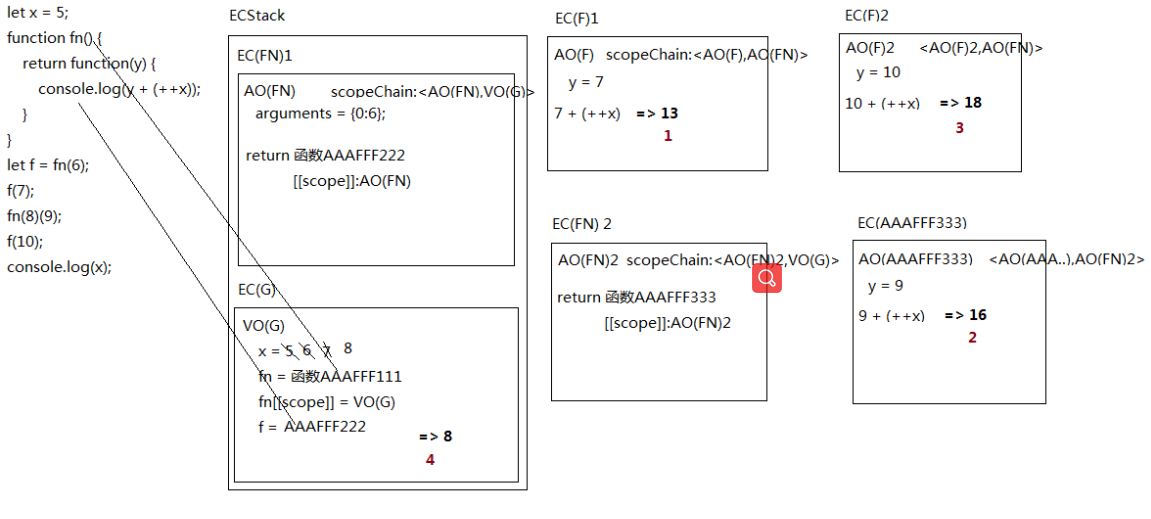 let x = 5;
function fn() {
return function(y) {
console.log(y + (++x));
}
}
let f = fn(6);
f(7);
fn(8)(9);
f(10);
console.log(x);
ECStack
EC(FN)1
AO(FN) scopeChain:<AO(FN),VO(G)>
arguments = {0:6};
return 函数AAAFFF222
[[scope]]:AO(FN)
EC(G)
VO(G)
x = 5 6 7 8
fn = 函数AAAFFF111
fn[[scope]] = VO(G)
f = AAAFFF222
=> 8
4
EC(F)1
AO(F) scopeChain:<AO(F),AO(FN)>
y = 7
7 + (++x) => 13
1
EC(F)2
AO(F)2 <AO(F)2,AO(FN)>
y = 10
10 + (++x) => 18
3
EC(FN) 2
AO(FN)2 scopeChain:<AO(FN)2,VO(G)>
return 函数AAAFFF333
[[scope]]:AO(FN)2
EC(AAAFFF333)
AO(AAAFFF333) <AO(AAA..),AO(FN)2>
y = 9
9 + (++x) => 16
2